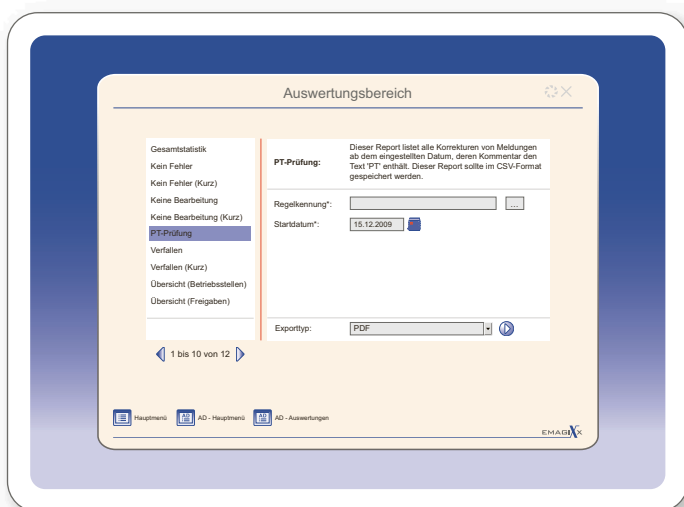 Auswertungsbereich
Gesamtstatistik
Kein Fehler
Kein Fehler (Kurz)
Keine Bearbeitung
Keine Bearbeitung (Kurz)
PT-Prüfung
Verfallen
Verfallen (Kurz)
Übersicht (Betriebsstellen)
Übersicht (Freigaben)
1 bis 10 von 12
PT-Prüfung:
Dieser Report listet alle Korrekturen von Meldungen
ab dem eingestellten Datum, deren Kommentar den
Text 'PT' enthält. Dieser Report sollte im CSV-Format
gespeichert werden.
Regelkennung*:
...
Startdatum*:
15.12.2009
Exporttyp:
PDF
Hauptmenü
AD
AD - Hauptmenü
AD
AD - Auswertungen
EMAGIXX